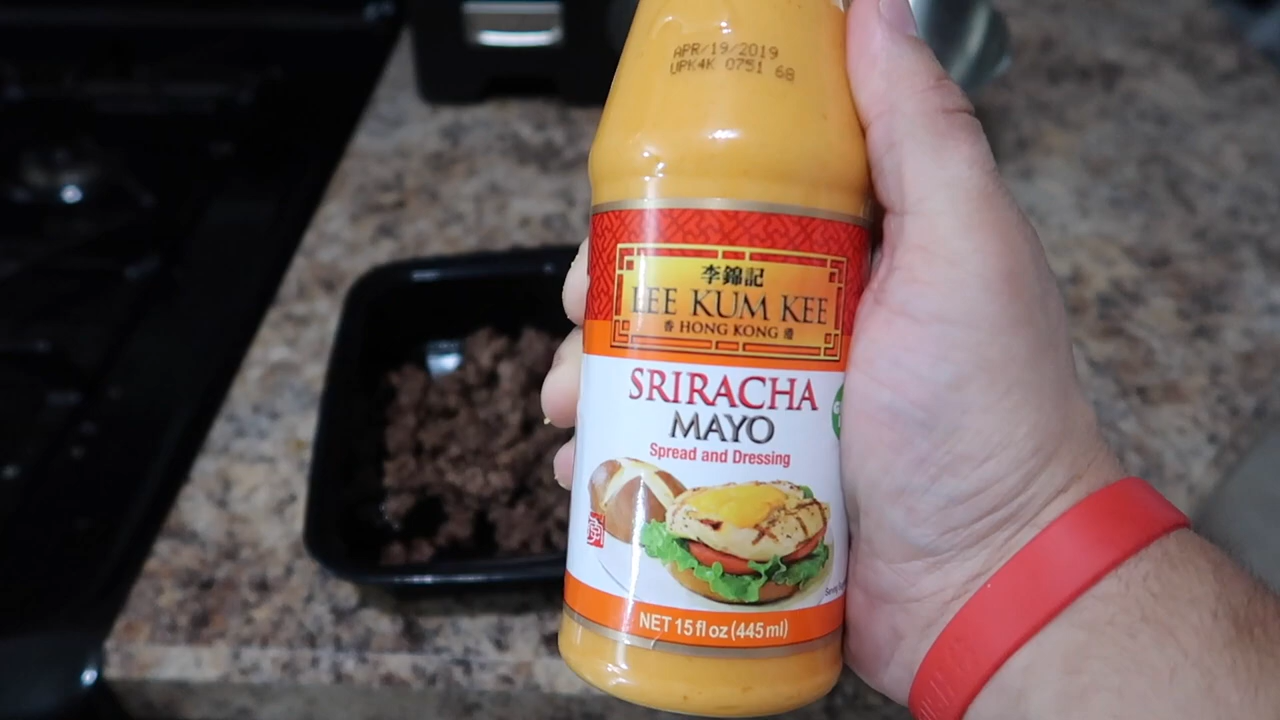 APR/19/2019
UPK4K 0751 68
李錦記
LEE KUM KEE
香 HONG KONG 港
SRIRACHA
MAYO
Spread and Dressing
NET 15 fl oz (445 ml)